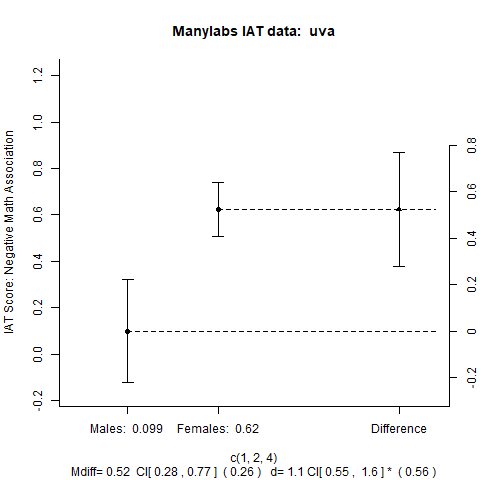 Manylabs IAT data:  uva
IAT Score: Negative Math Association
1.2
1.0
0.8
0.6
0.4
0.2
0.0
-0.2
0.8
0.6
0.4
0.2
0
-0.2
Males:  0.099
Females:  0.62
Difference
c(1, 2, 4)
Mdiff= 0.52  CI[ 0.28 , 0.77 ]  ( 0.26 )   d= 1.1 CI[ 0.55 ,  1.6 ] *  ( 0.56 )